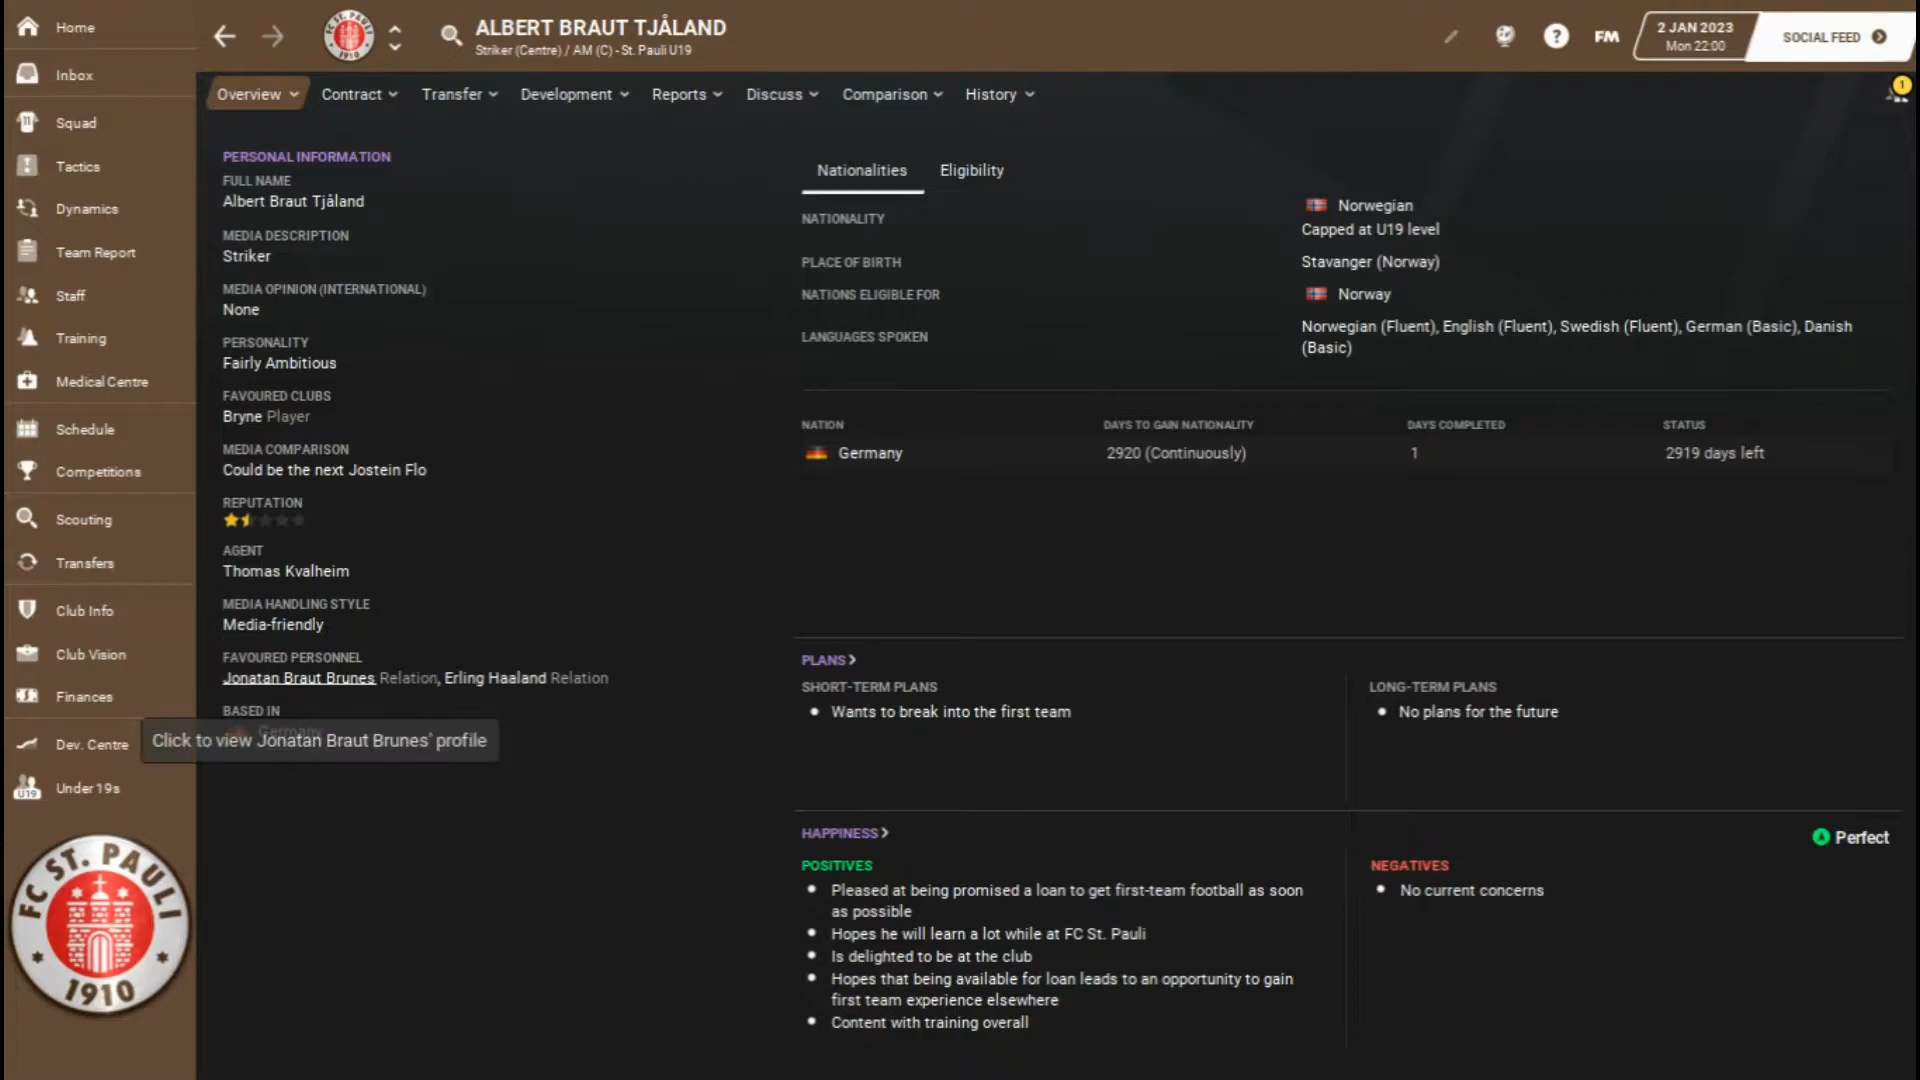 Home
Inbox
Squad
Tactics
Dynamics
Team Report
Staff
Training
Medical Centre
Schedule
Competitions
Scouting
Transfers
Club Info
Club Vision
Finances
Dev. Centre
U19
Under 19s
FC ST. PAULI
1910
FC ST. PAULI
1910
ALBERT BRAUT TJÅLAND
Striker (Centre) / AM (C) - St. Pauli U19
?
FM
2 JAN 2023
Mon 22:00
SOCIAL FEED
1
Overview
Contract
Transfer
Development
Reports
Discuss
Comparison
History
PERSONAL INFORMATION
FULL NAME
Albert Braut Tjåland
MEDIA DESCRIPTION
Striker
MEDIA OPINION (INTERNATIONAL)
None
PERSONALITY
Fairly Ambitious
FAVOURED CLUBS
Bryne Player
MEDIA COMPARISON
Could be the next Jostein Flo
REPUTATION
AGENT
Thomas Kvalheim
MEDIA HANDLING STYLE
Media-friendly
FAVOURED PERSONNEL
Jonatan Braut Brunes Relation, Erling Haaland Relation
BASED IN
Germany
Click to view Jonatan Braut Brunes' profile
Nationalities
Eligibility
NATIONALITY
Norwegian
Capped at U19 level
PLACE OF BIRTH
Stavanger (Norway)
NATIONS ELIGIBLE FOR
Norway
LANGUAGES SPOKEN
Norwegian (Fluent), English (Fluent), Swedish (Fluent), German (Basic), Danish
(Basic)
NATION
DAYS TO GAIN NATIONALITY
DAYS COMPLETED
STATUS
Germany
2920 (Continuously)
1
2919 days left
PLANS
SHORT-TERM PLANS
Wants to break into the first team
LONG-TERM PLANS
No plans for the future
HAPPINESS
Perfect
POSITIVES
Pleased at being promised a loan to get first-team football as soon
as possible
Hopes he will learn a lot while at FC St. Pauli
Is delighted to be at the club
Hopes that being available for loan leads to an opportunity to gain
first team experience elsewhere
Content with training overall
NEGATIVES
No current concerns